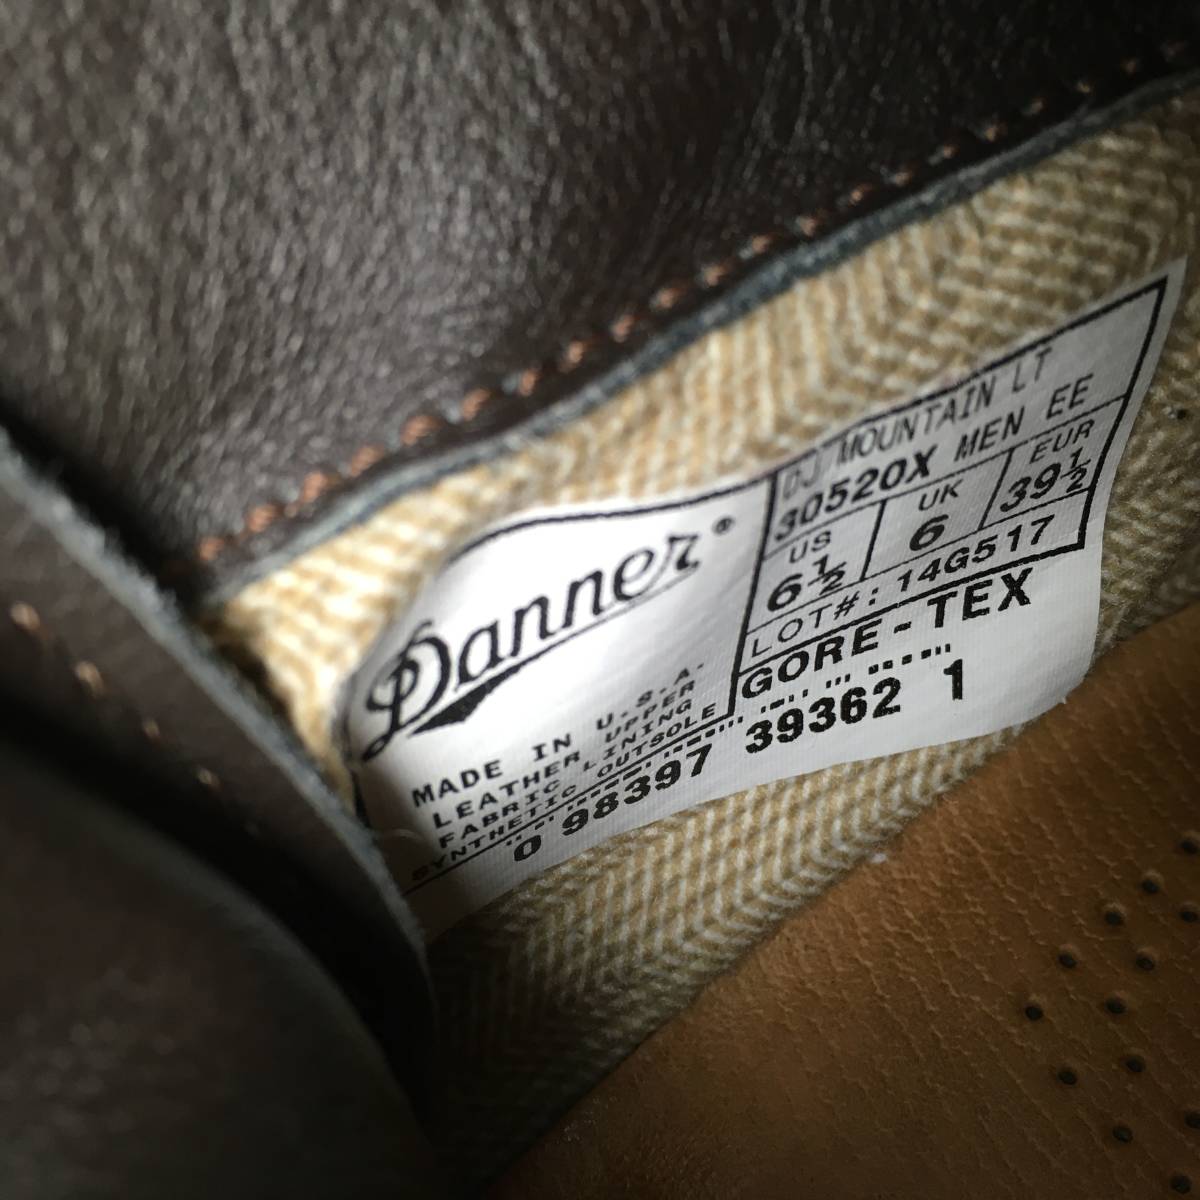 Danner®
MADE IN U.S.A.
LEATHER UPPER
FABRIC LINING
SYNTHETIC OUTSOLE
DJ MOUNTAIN LT
30520X MEN EE
US UK EUR
6½ 6 39½
LOT#: 14G517
GORE-TEX
0 98397 39362 1